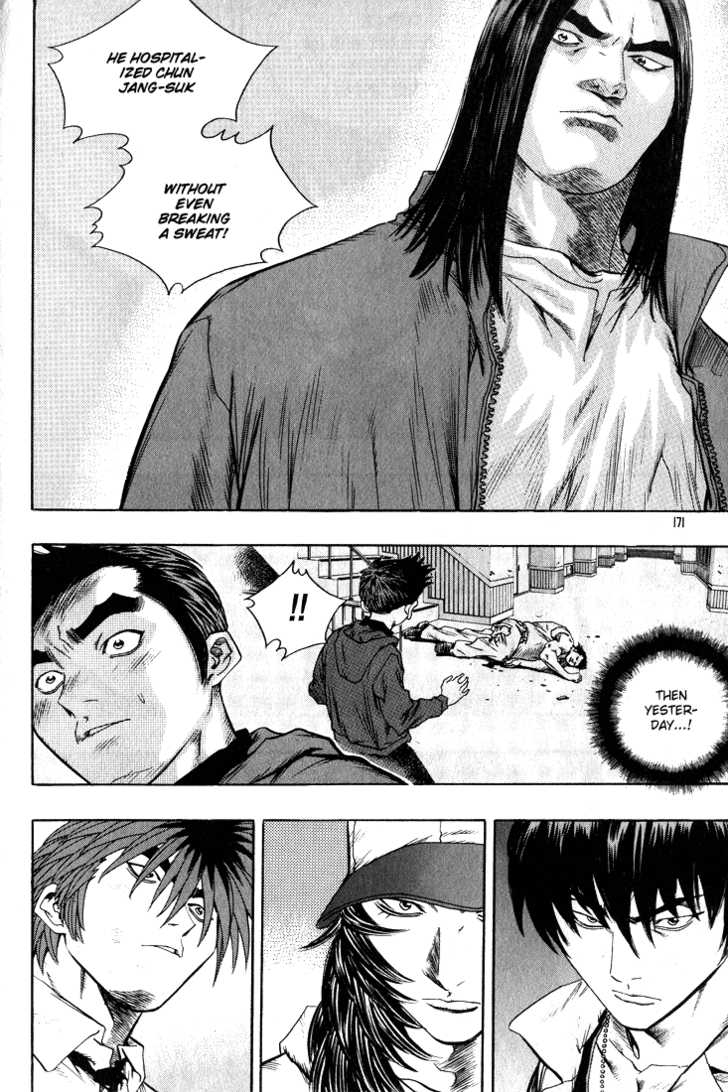 HE HOSPITAL-
IZED CHUN
JANG-SUK
WITHOUT
EVEN
BREAKING
A SWEAT!
171
!!
THEN
YESTER-
DAY...!